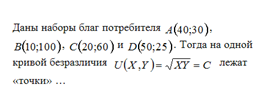 Даны наборы благ потребителя A(40;30),
B(10;100), C(20;60) и D(50;25). Тогда на одной
кривой безразличия U(X,Y)=√XY = C лежат
«точки» …